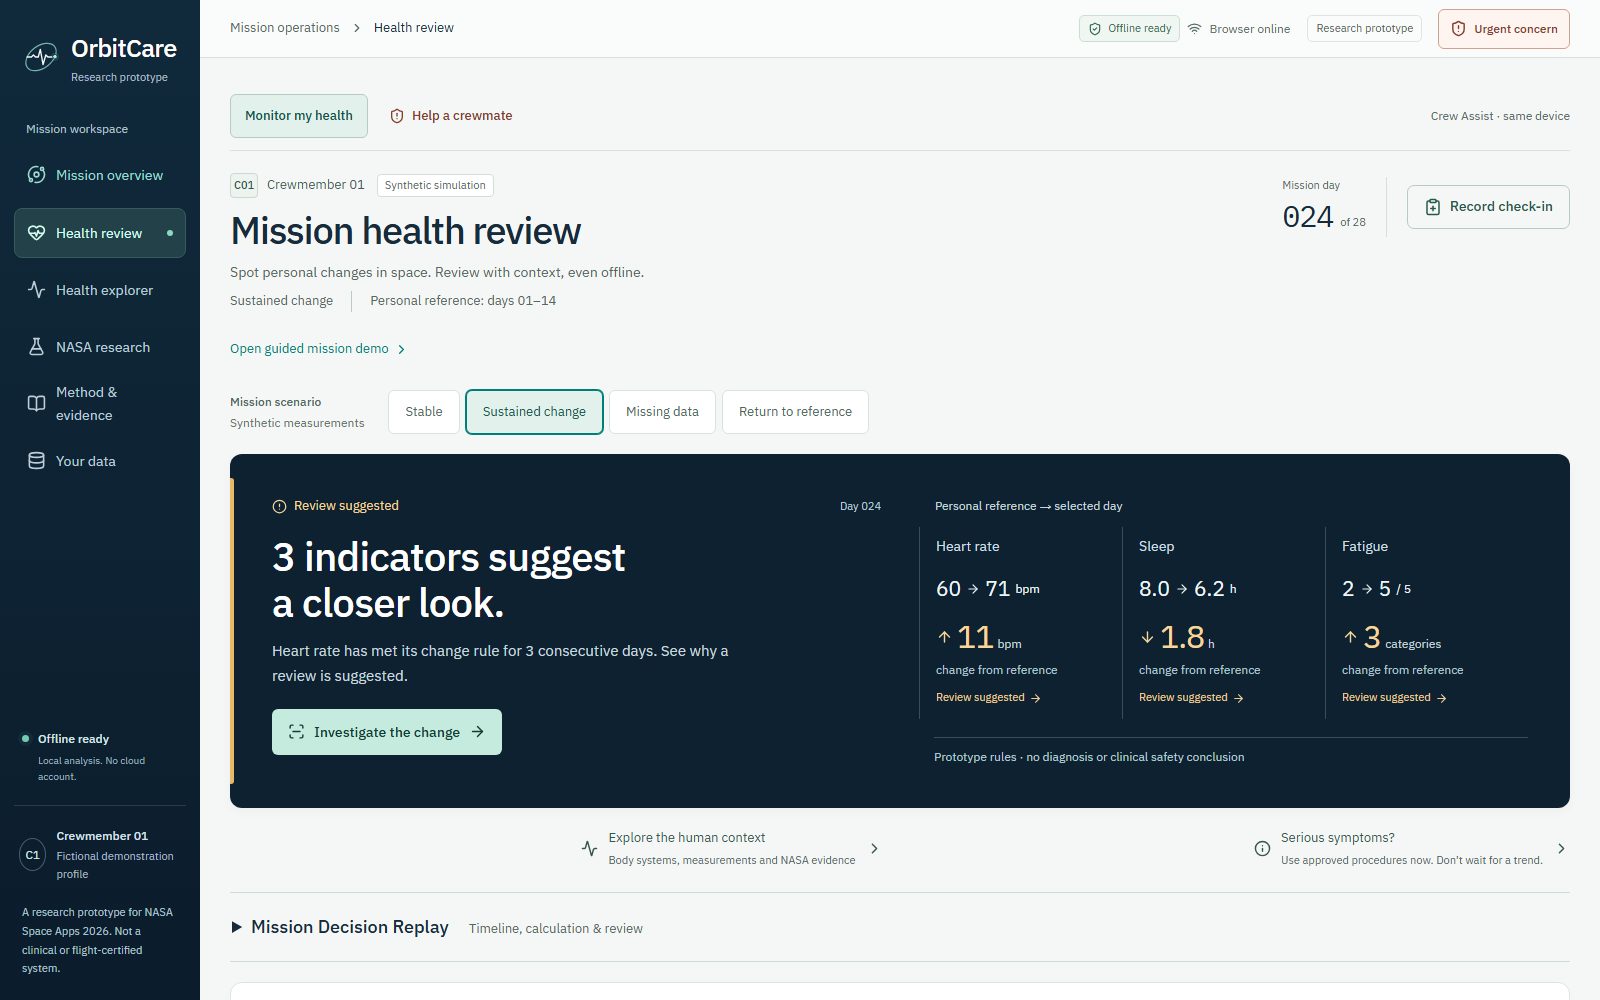 OrbitCare
Research prototype
Mission workspace
Mission overview
Health review
Health explorer
NASA research
Method &
evidence
Your data
Offline ready
Local analysis. No cloud
account.
C1
Crewmember 01
Fictional demonstration
profile
A research prototype for NASA
Space Apps 2026. Not a
clinical or flight-certified
system.
Mission operations
Health review
Offline ready
Browser online
Research prototype
Urgent concern
Monitor my health
Help a crewmate
Crew Assist · same device
C01
Crewmember 01
Synthetic simulation
Mission health review
Spot personal changes in space. Review with context, even offline.
Sustained change
Personal reference: days 01–14
Mission day
024 of 28
Record check-in
Open guided mission demo
Mission scenario
Synthetic measurements
Stable
Sustained change
Missing data
Return to reference
Review suggested
Day 024
3 indicators suggest
a closer look.
Heart rate has met its change rule for 3 consecutive days. See why a
review is suggested.
Investigate the change →
Personal reference → selected day
Heart rate
60 → 71 bpm
↑ 11 bpm
change from reference
Review suggested →
Sleep
8.0 → 6.2 h
↓ 1.8 h
change from reference
Review suggested →
Fatigue
2 → 5 / 5
↑ 3 categories
change from reference
Review suggested →
Prototype rules · no diagnosis or clinical safety conclusion
Explore the human context
Body systems, measurements and NASA evidence
Serious symptoms?
Use approved procedures now. Don't wait for a trend.
Mission Decision Replay
Timeline, calculation & review